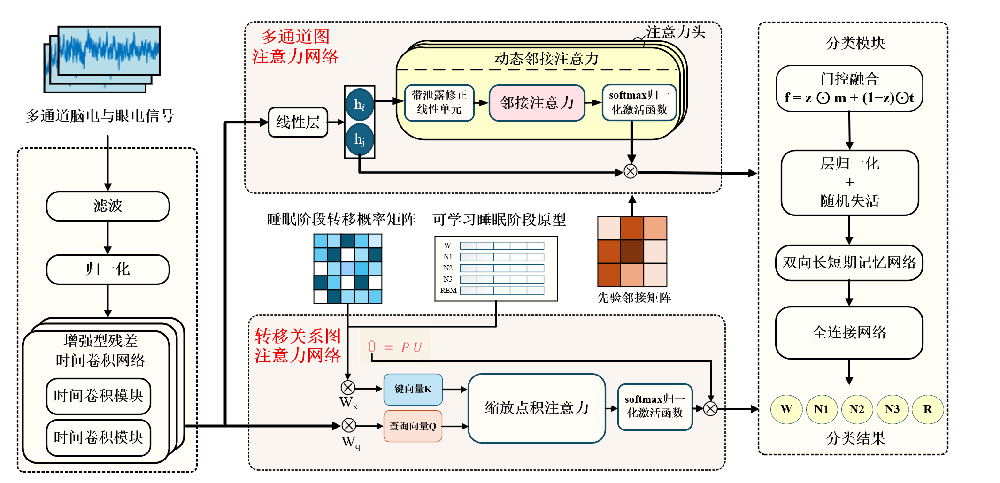 多通道脑电与眼电信号
滤波
归一化
增强型残差
时间卷积网络
时间卷积模块
时间卷积模块
多通道图
注意力网络
注意力头
动态邻接注意力
线性层
hi
hj
带泄露修正
线性单元
邻接注意力
softmax归一
化激活函数
睡眠阶段转移概率矩阵
可学习睡眠阶段原型
W
N1
N2
N3
REM
先验邻接矩阵
转移关系图
注意力网络
Ũ = P U
Wk
键向量K
Wq
查询向量Q
缩放点积注意力
softmax归一
化激活函数
分类模块
门控融合
f = z ⊙ m + (1−z)⊙t
层归一化
+
随机失活
双向长短期记忆网络
全连接网络
W N1 N2 N3 R
分类结果